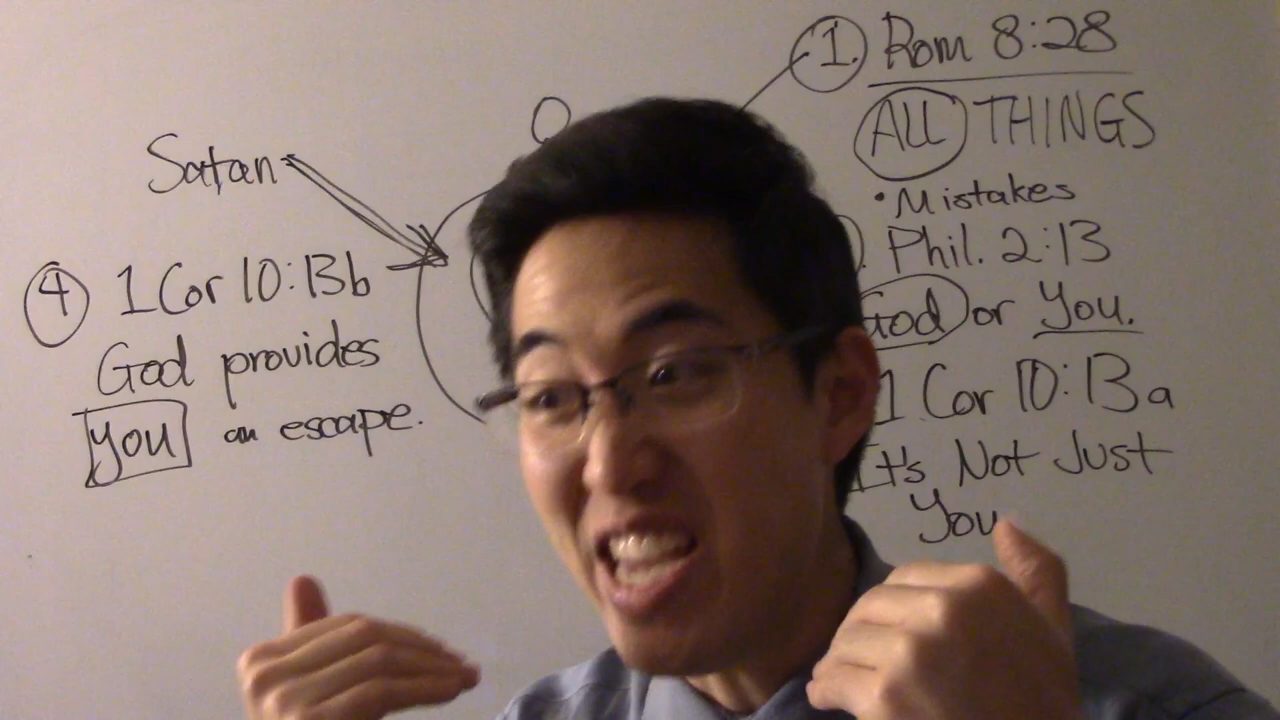 1. Rom 8:28
ALL THINGS
• Mistakes
Phil. 2:13
God or You.
1 Cor 10:13a
It's Not Just
You
Satan
4 1 Cor 10:13b
God provides
you an escape.